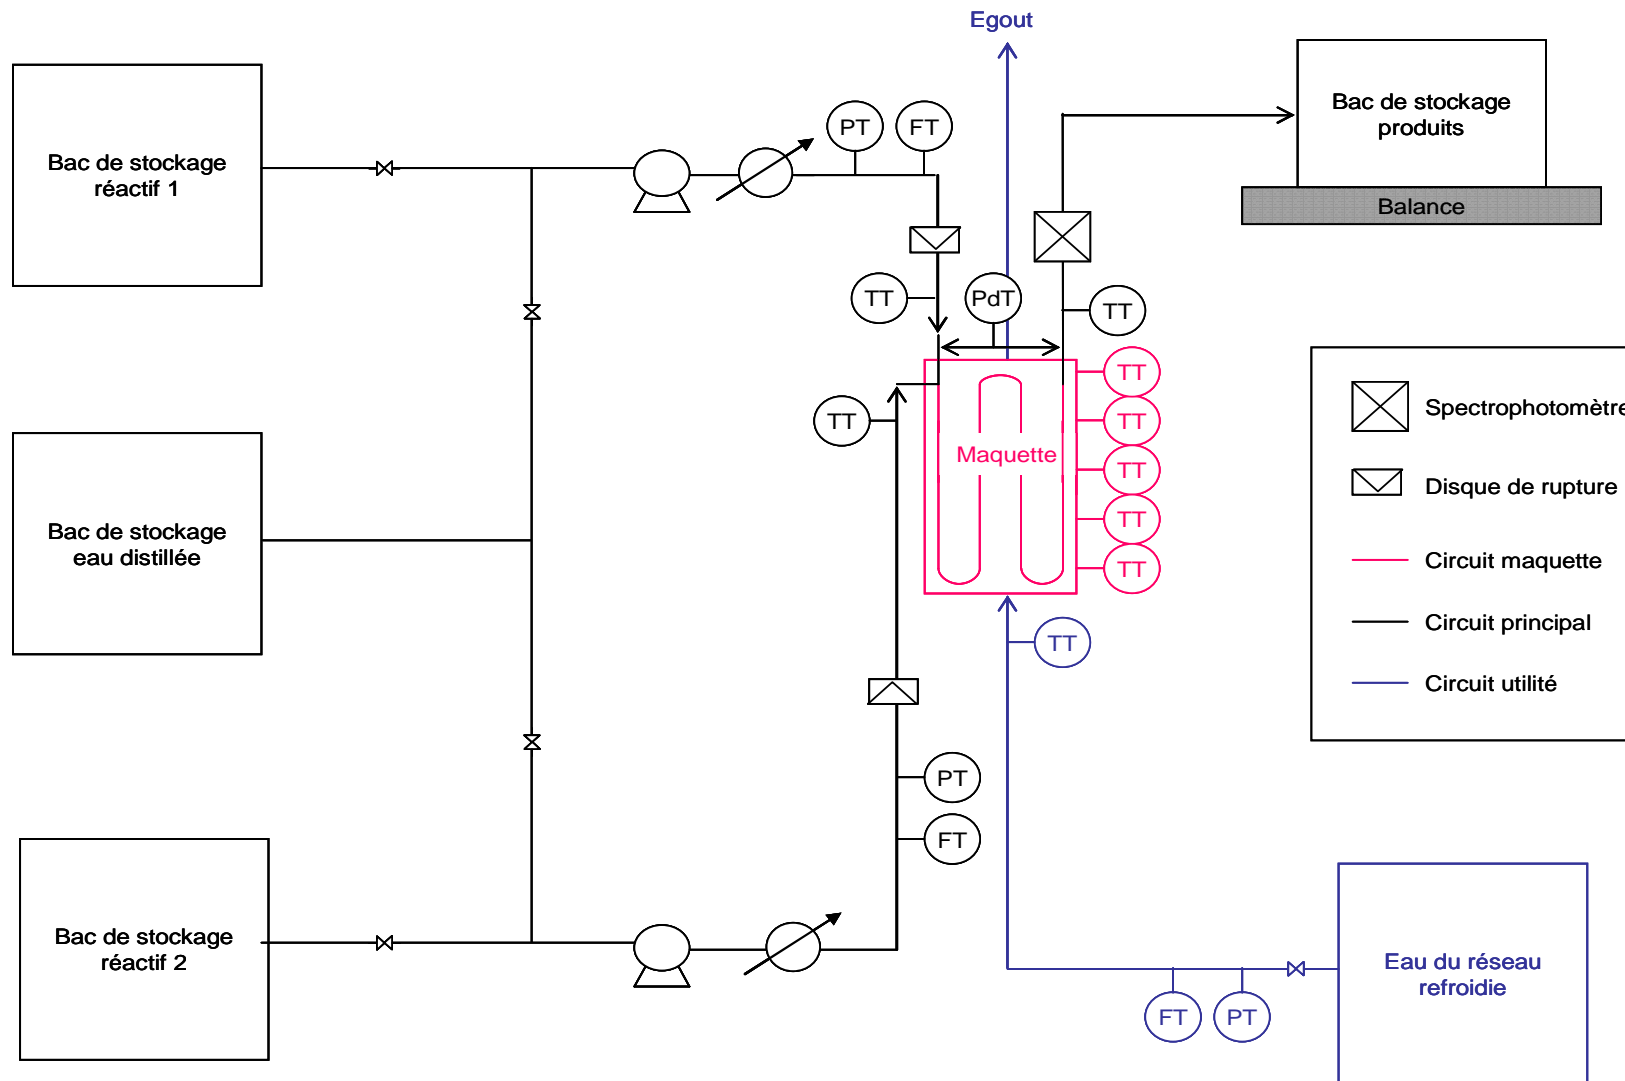 Egout
Bac de stockage
réactif 1
PT
FT
Bac de stockage
produits
Balance
TT
PdT
TT
TT
TT
TT
TT
TT
TT
Maquette
Bac de stockage
eau distillée
TT
PT
FT
Bac de stockage
réactif 2
FT
PT
Eau du réseau
refroidie
Spectrophotomètre
Disque de rupture
Circuit maquette
Circuit principal
Circuit utilité